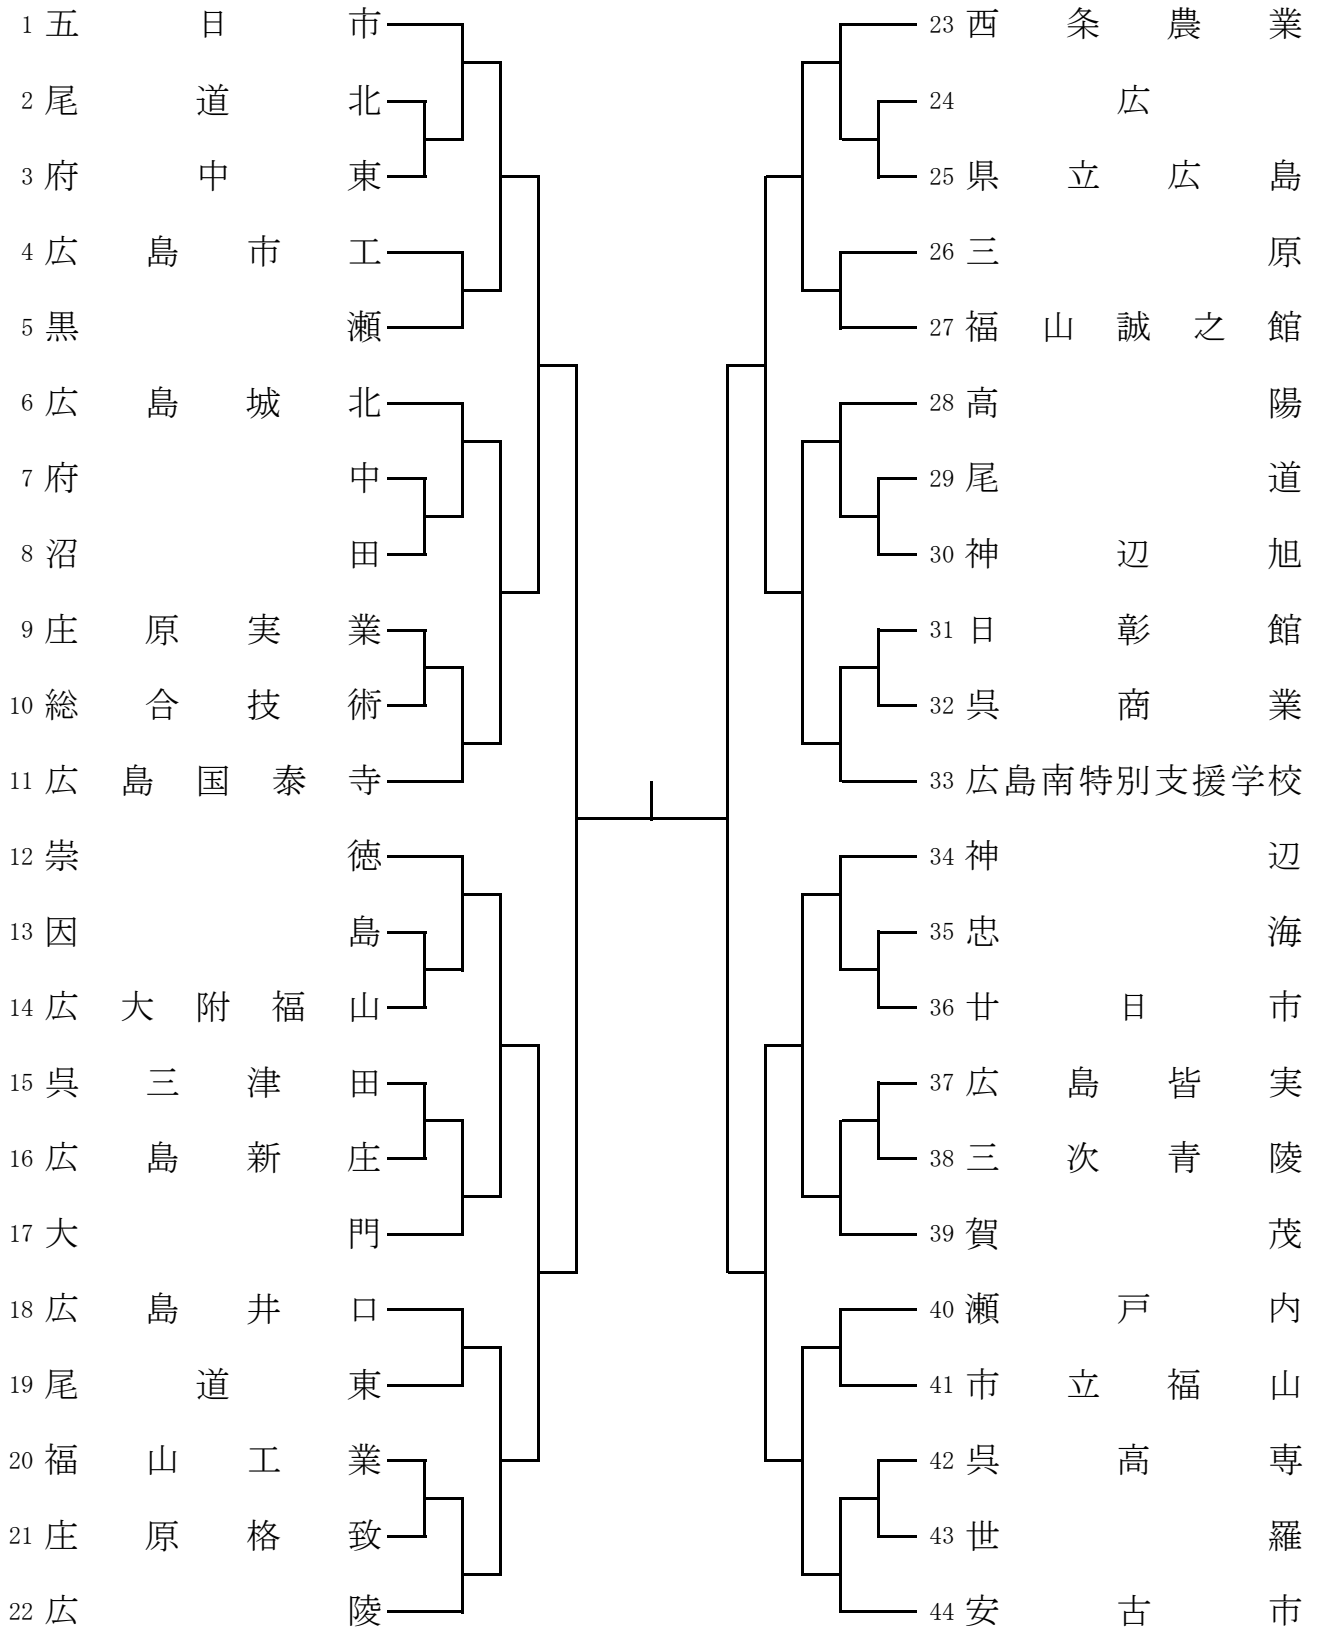 1 五日市
2 尾道北
3 府中東
4 広島市工
5 黒瀬
6 広島城北
7 府中
8 沼田
9 庄原実業
10 総合技術
11 広島国泰寺
12 崇徳
13 因島
14 広大附福山
15 呉三津田
16 広島新庄
17 大門
18 広島井口
19 尾道東
20 福山工業
21 庄原格致
22 広陵
23 西条農業
24 広
25 県立広島
26 三原
27 福山誠之館
28 高陽
29 尾道
30 神辺旭
31 日彰館
32 呉商業
33 広島南特別支援学校
34 神辺
35 忠海
36 廿日市
37 広島皆実
38 三次青陵
39 賀茂
40 瀬戸内
41 市立福山
42 呉高専
43 世羅
44 安古市